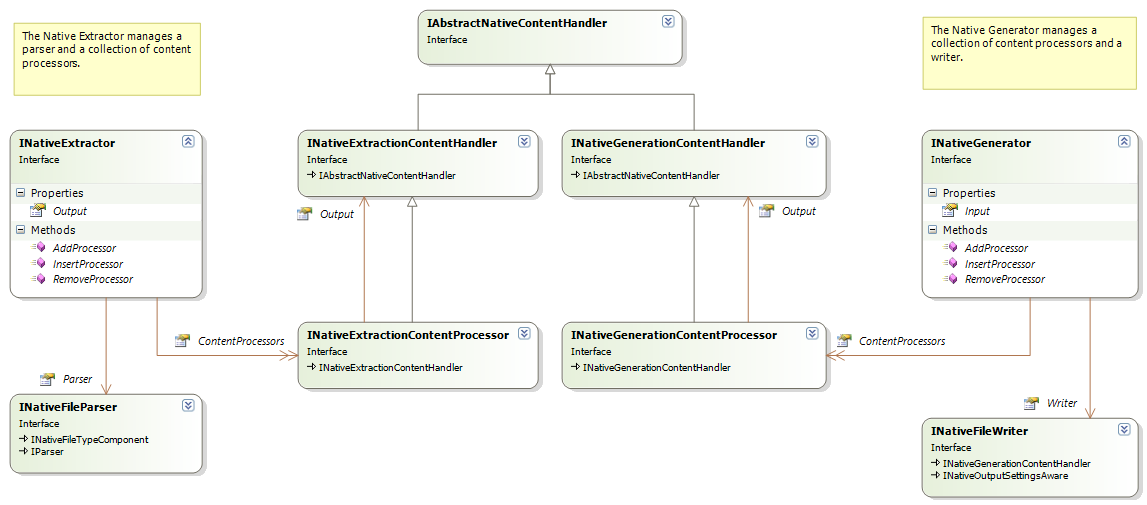 The Native Extractor manages a
parser and a collection of content
processors.
IAbstractNativeContentHandler
Interface
The Native Generator manages a
collection of content processors and a
writer.
INativeExtractor
Interface
Properties
Output
Methods
AddProcessor
InsertProcessor
RemoveProcessor
INativeExtractionContentHandler
Interface
IAbstractNativeContentHandler
Output
INativeGenerationContentHandler
Interface
IAbstractNativeContentHandler
Output
INativeGenerator
Interface
Properties
Input
Methods
AddProcessor
InsertProcessor
RemoveProcessor
ContentProcessors
INativeExtractionContentProcessor
Interface
INativeExtractionContentHandler
INativeGenerationContentProcessor
Interface
INativeGenerationContentHandler
ContentProcessors
Parser
INativeFileParser
Interface
INativeFileTypeComponent
IParser
Writer
INativeFileWriter
Interface
INativeGenerationContentHandler
INativeOutputSettingsAware